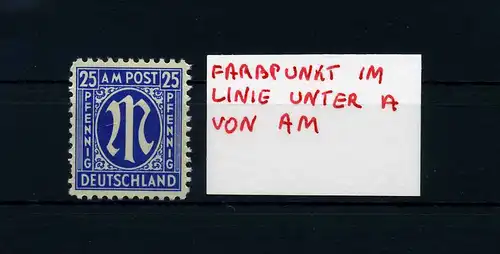 25 AM POST 25
PFENNIG
M
PFENNIG
DEUTSCHLAND
FARBPUNKT IM
LINIE UNTER A
VON AM